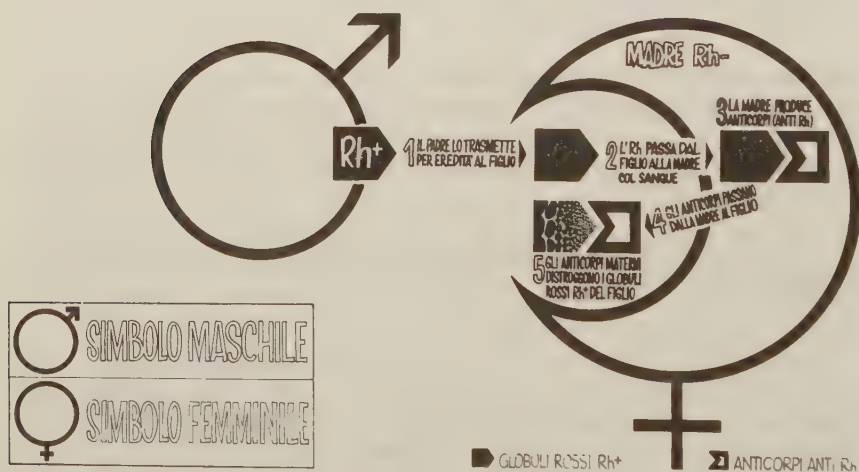 MADRE Rh-
Rh+
1 IL PADRE LO TRASMETTE
PER EREDITÀ AL FIGLIO
2 L'Rh PASSA DAL
FIGLIO ALLA MADRE
COL SANGUE
3 LA MADRE PRODUCE
ANTICORPI (ANTI Rh)
4 GLI ANTICORPI PASSANO
DALLA MADRE AL FIGLIO
5 GLI ANTICORPI MATERNI
DISTRUGGONO I GLOBULI
ROSSI Rh+ DEL FIGLIO
SIMBOLO MASCHILE
SIMBOLO FEMMINILE
GLOBULI ROSSI Rh+
ANTICORPI ANTI Rh